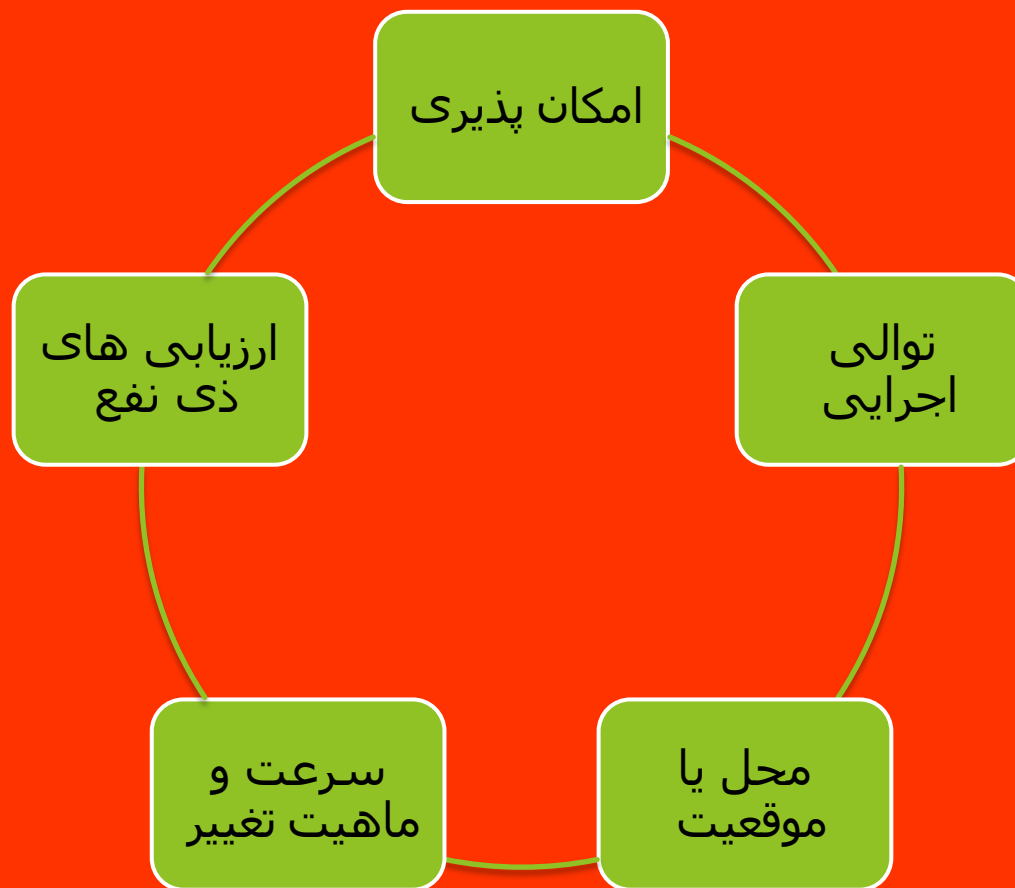 امکان پذیری
توالی
اجرایی
محل یا
موقعیت
سرعت و
ماهیت تغییر
ارزیابی های
ذی نفع